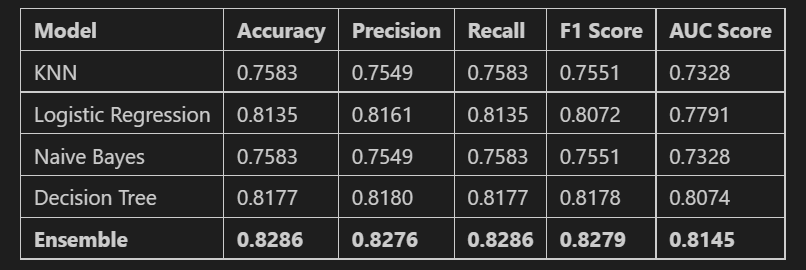 Model Accuracy Precision Recall F1 Score AUC Score
KNN 0.7583 0.7549 0.7583 0.7551 0.7328
Logistic Regression 0.8135 0.8161 0.8135 0.8072 0.7791
Naive Bayes 0.7583 0.7549 0.7583 0.7551 0.7328
Decision Tree 0.8177 0.8180 0.8177 0.8178 0.8074
Ensemble 0.8286 0.8276 0.8286 0.8279 0.8145